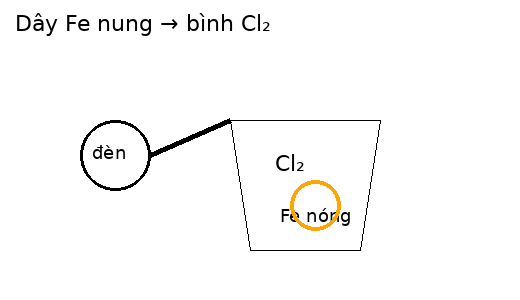 Dây Fe nung → bình Cl₂
đèn
Cl₂
Fe nóng